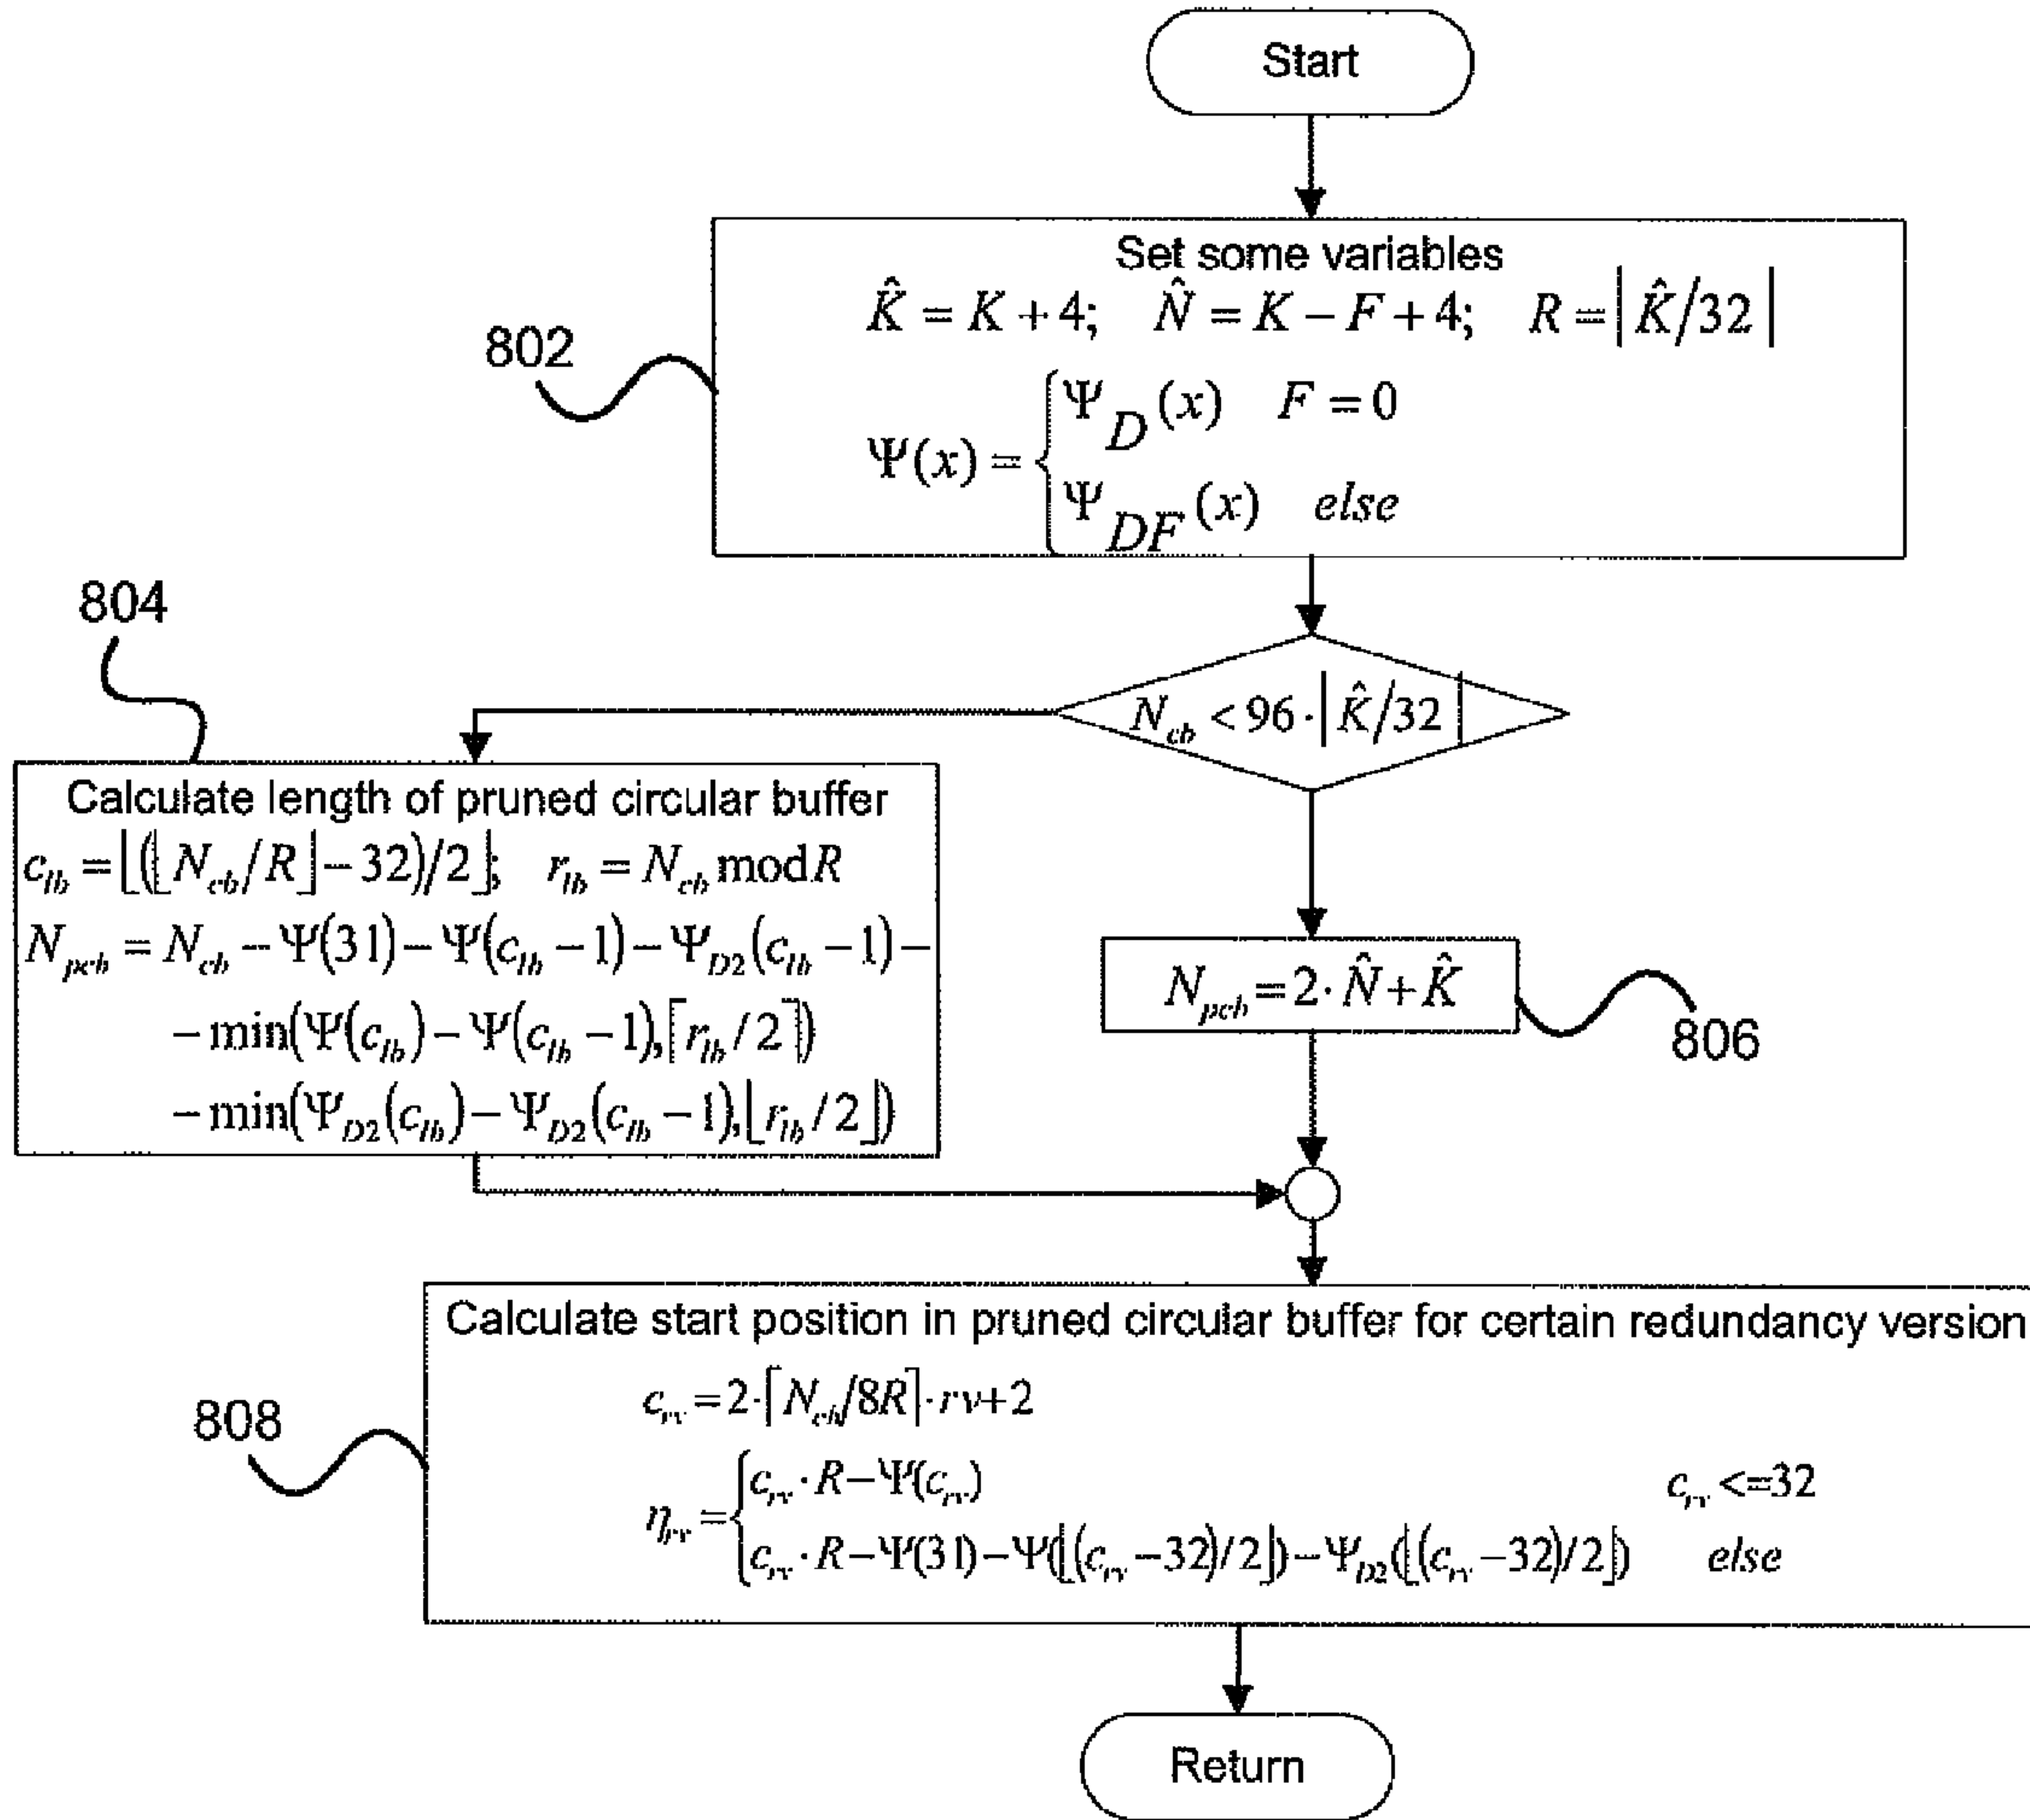 Start
Set some variables
K̂ = K + 4; N̂ = K − F + 4; R = |K̂/32|
Ψ(x) = { Ψ_D(x) F = 0
Ψ_DF(x) else
802
804
N_cb < 96 · |K̂/32|
Calculate length of pruned circular buffer
c_lb = ⌊(⌊N_cb/R⌋ − 32)/2⌋; r_lb = N_cb mod R
N_pcb = N_cb − Ψ(31) − Ψ(c_lb − 1) − Ψ_D2(c_lb − 1) −
− min(Ψ(c_lb) − Ψ(c_lb − 1), ⌈r_lb/2⌉)
− min(Ψ_D2(c_lb) − Ψ_D2(c_lb − 1), ⌊r_lb/2⌋)
N_pcb = 2 · N̂ + K̂
806
Calculate start position in pruned circular buffer for certain redundancy version
c_rv = 2 · ⌈N_cb/8R⌉ · rv + 2
808
η_rv = { c_rv · R − Ψ(c_rv) c_rv <= 32
c_rv · R − Ψ(31) − Ψ(⌊(c_rv − 32)/2⌋) − Ψ_D2(⌊(c_rv − 32)/2⌋) else
Return